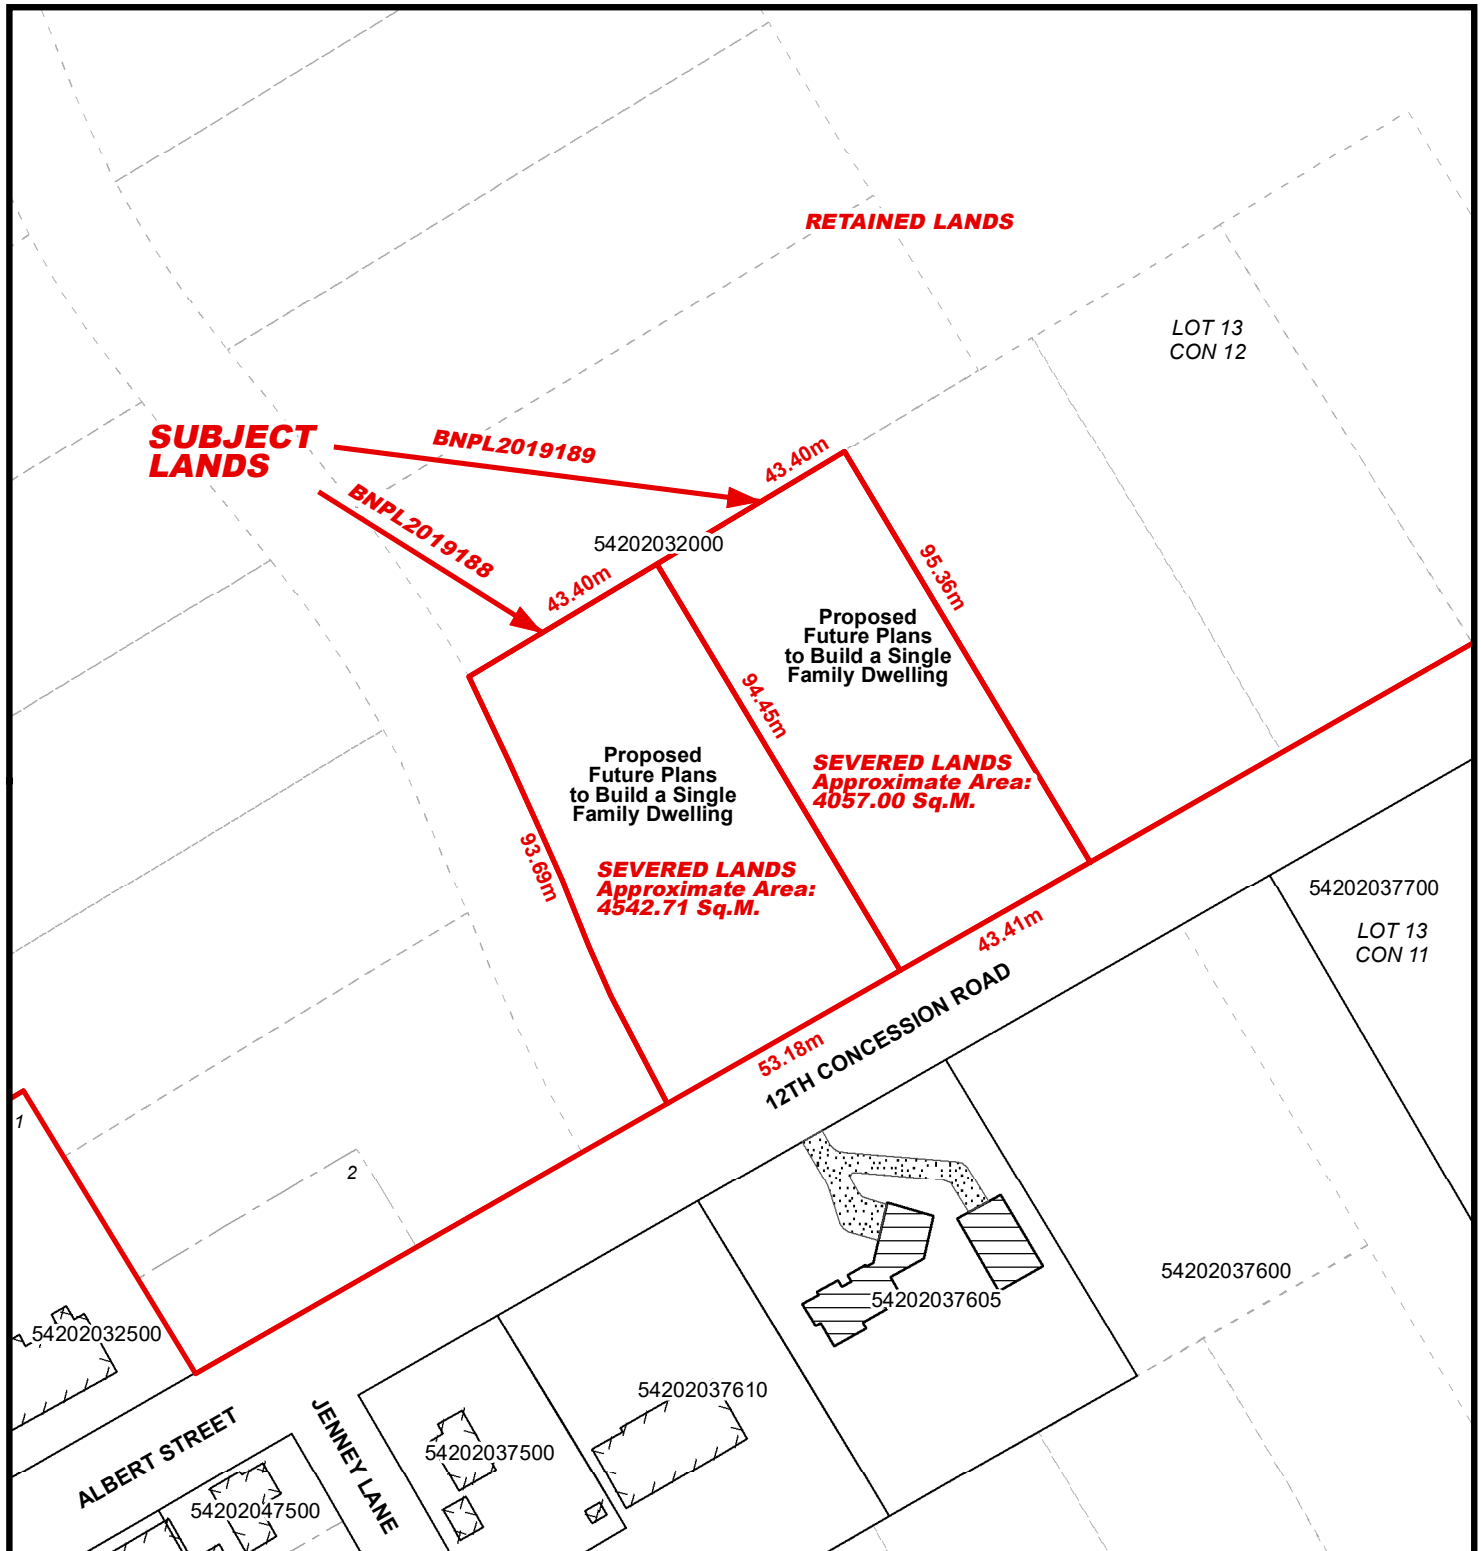 RETAINED LANDS
LOT 13
CON 12
SUBJECT
LANDS
BNPL2019189
BNPL2019188
43.40m
54202032000
43.40m
95.36m
Proposed
Future Plans
to Build a Single
Family Dwelling
94.45m
SEVERED LANDS
Approximate Area:
4057.00 Sq.M.
Proposed
Future Plans
to Build a Single
Family Dwelling
93.69m
SEVERED LANDS
Approximate Area:
4542.71 Sq.M.
54202037700
LOT 13
CON 11
43.41m
53.18m
12TH CONCESSION ROAD
1
2
54202037600
54202037605
54202032500
54202037610
ALBERT STREET
JENNEY LANE
54202037500
54202047500